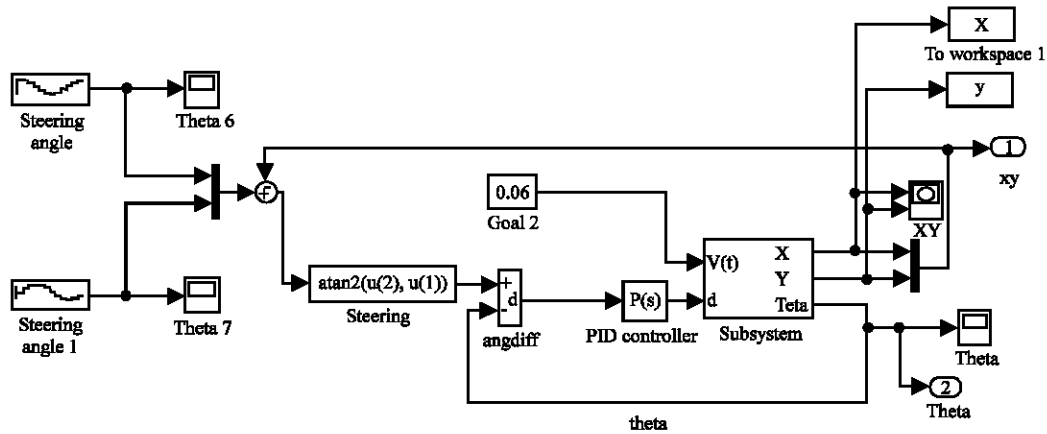 X
To workspace 1
y
Steering
angle
Theta 6
1
xy
0.06
Goal 2
XY
V(t)
X
Y
d
Teta
Subsystem
atan2(u(2), u(1))
Steering
+
d
-
angdiff
P(s)
PID controller
Steering
angle 1
Theta 7
Theta
2
Theta
theta